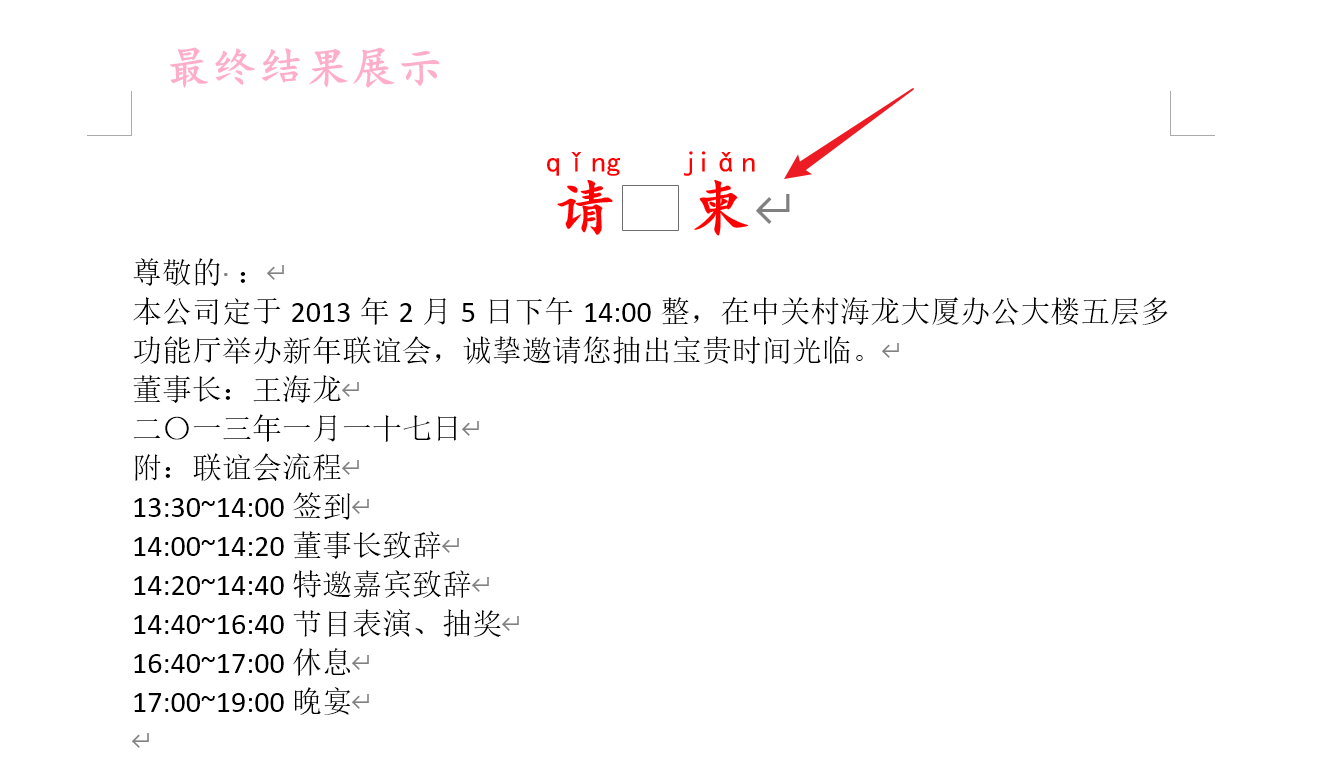 最终结果展示
qǐng jiǎn
请 柬
尊敬的 ：
本公司定于 2013 年 2 月 5 日下午 14:00 整，在中关村海龙大厦办公大楼五层多
功能厅举办新年联谊会，诚挚邀请您抽出宝贵时间光临。
董事长：王海龙
二〇一三年一月一十七日
附：联谊会流程
13:30~14:00 签到
14:00~14:20 董事长致辞
14:20~14:40 特邀嘉宾致辞
14:40~16:40 节目表演、抽奖
16:40~17:00 休息
17:00~19:00 晚宴